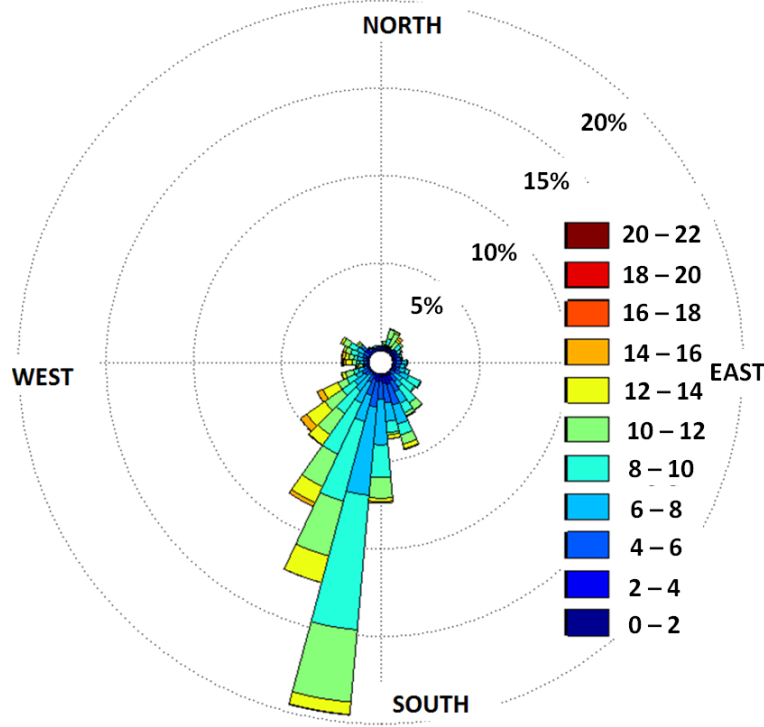 NORTH
20%
15%
10%
5%
20 – 22
18 – 20
16 – 18
14 – 16
12 – 14
10 – 12
8 – 10
6 – 8
4 – 6
2 – 4
0 – 2
WEST
EAST
SOUTH